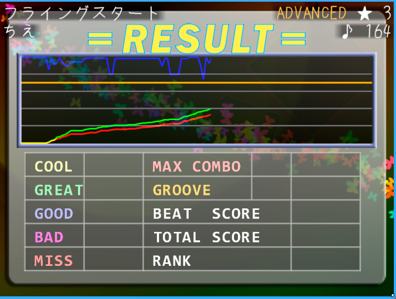 フライングスタート ADVANCED ★ 3
ちえ ♪ 164
= RESULT =
COOL MAX COMBO
GREAT GROOVE
GOOD BEAT SCORE
BAD TOTAL SCORE
MISS RANK